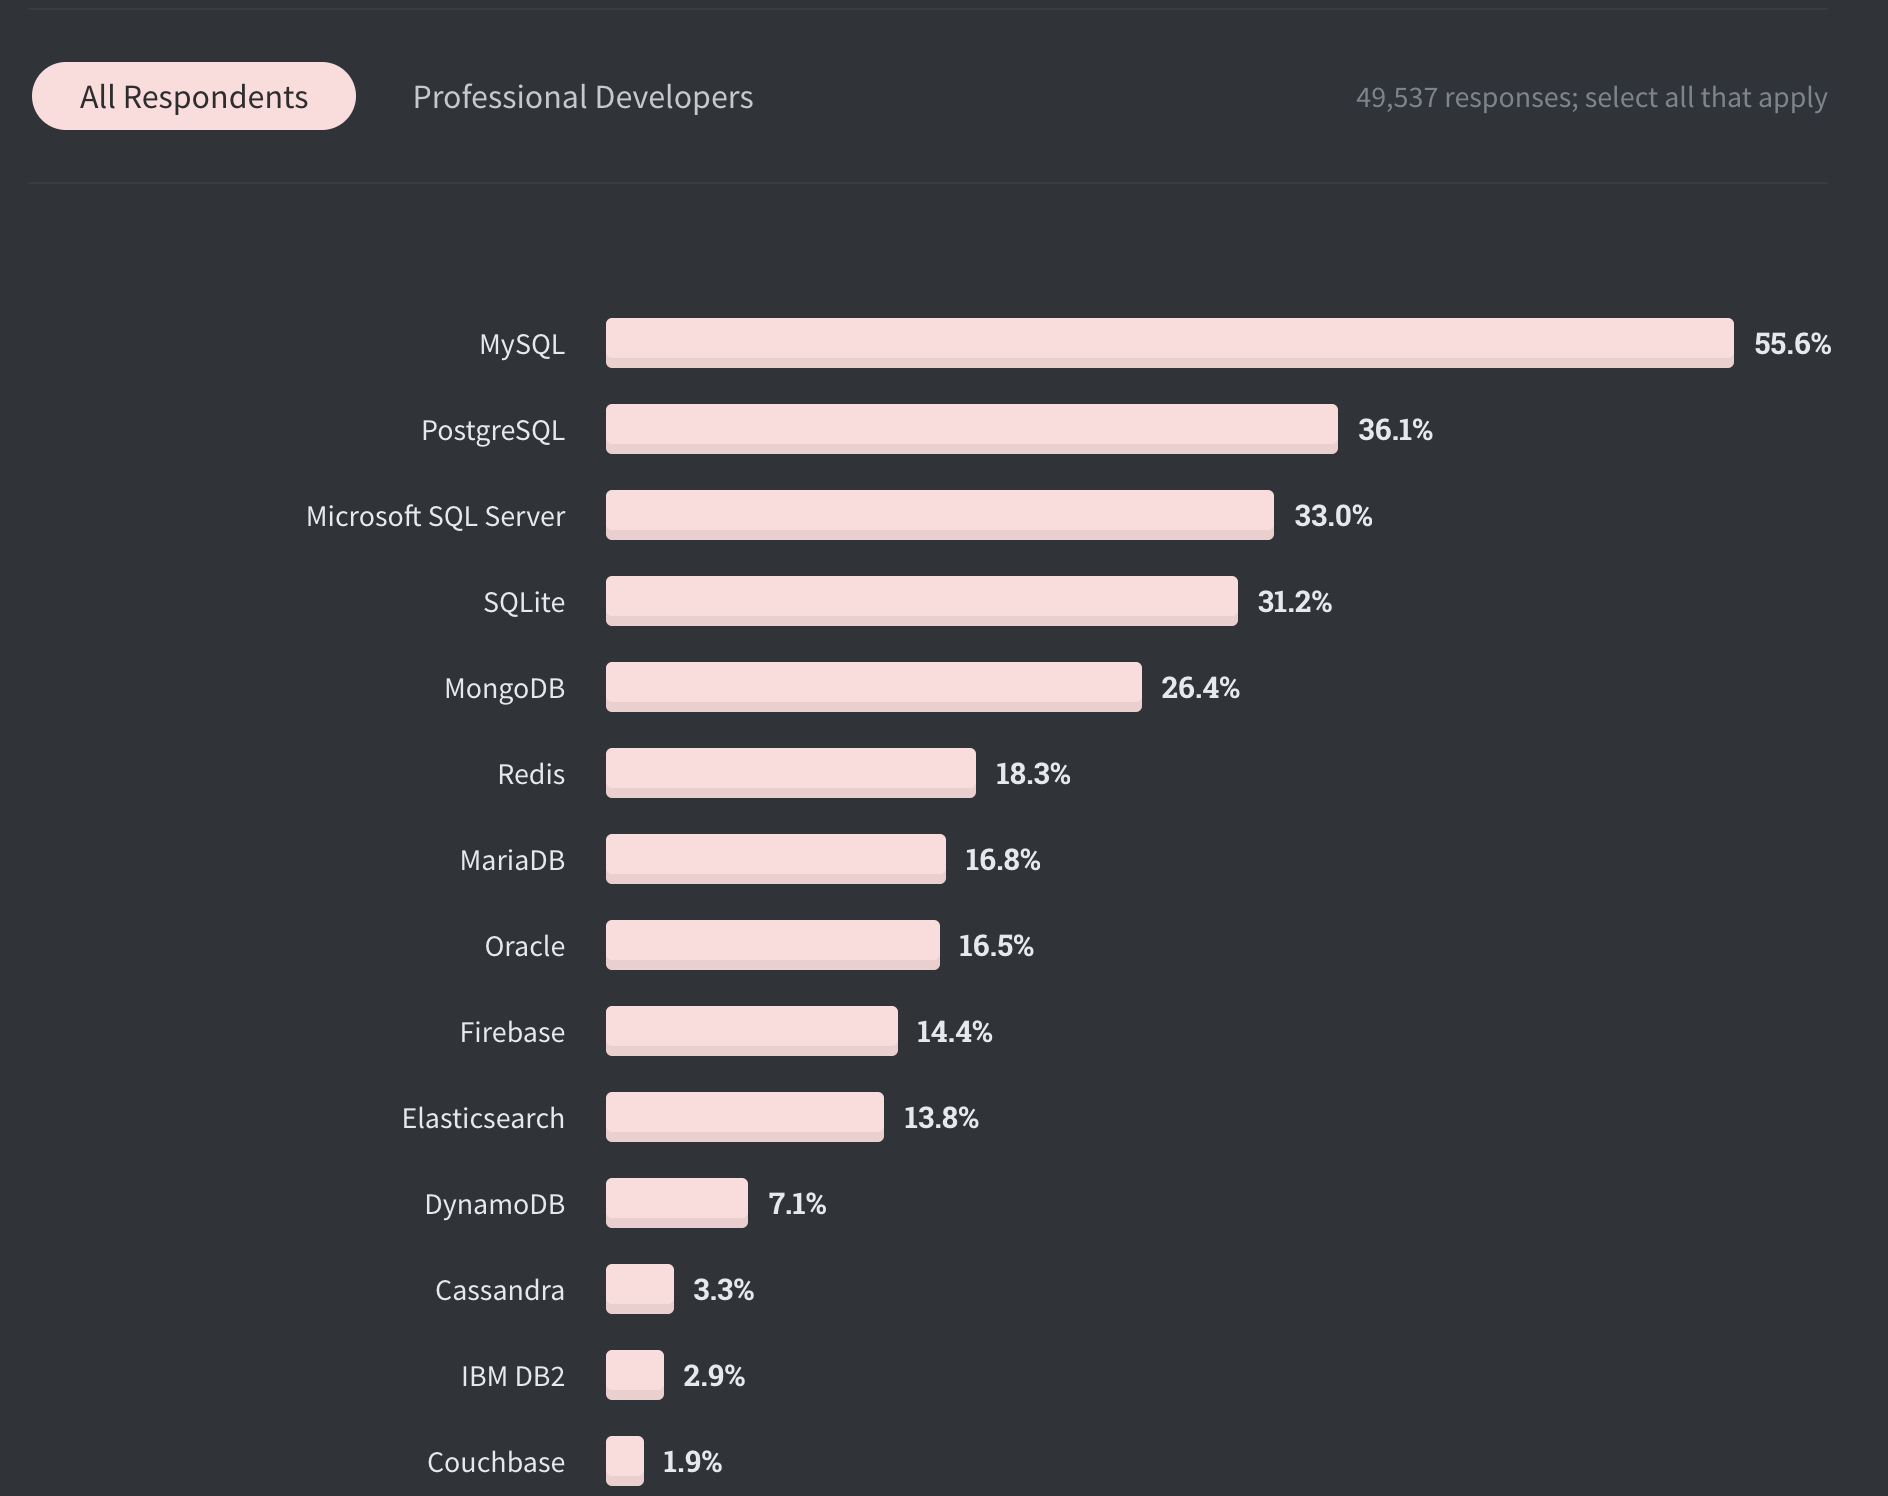 All Respondents
Professional Developers
49,537 responses; select all that apply
MySQL 55.6%
PostgreSQL 36.1%
Microsoft SQL Server 33.0%
SQLite 31.2%
MongoDB 26.4%
Redis 18.3%
MariaDB 16.8%
Oracle 16.5%
Firebase 14.4%
Elasticsearch 13.8%
DynamoDB 7.1%
Cassandra 3.3%
IBM DB2 2.9%
Couchbase 1.9%